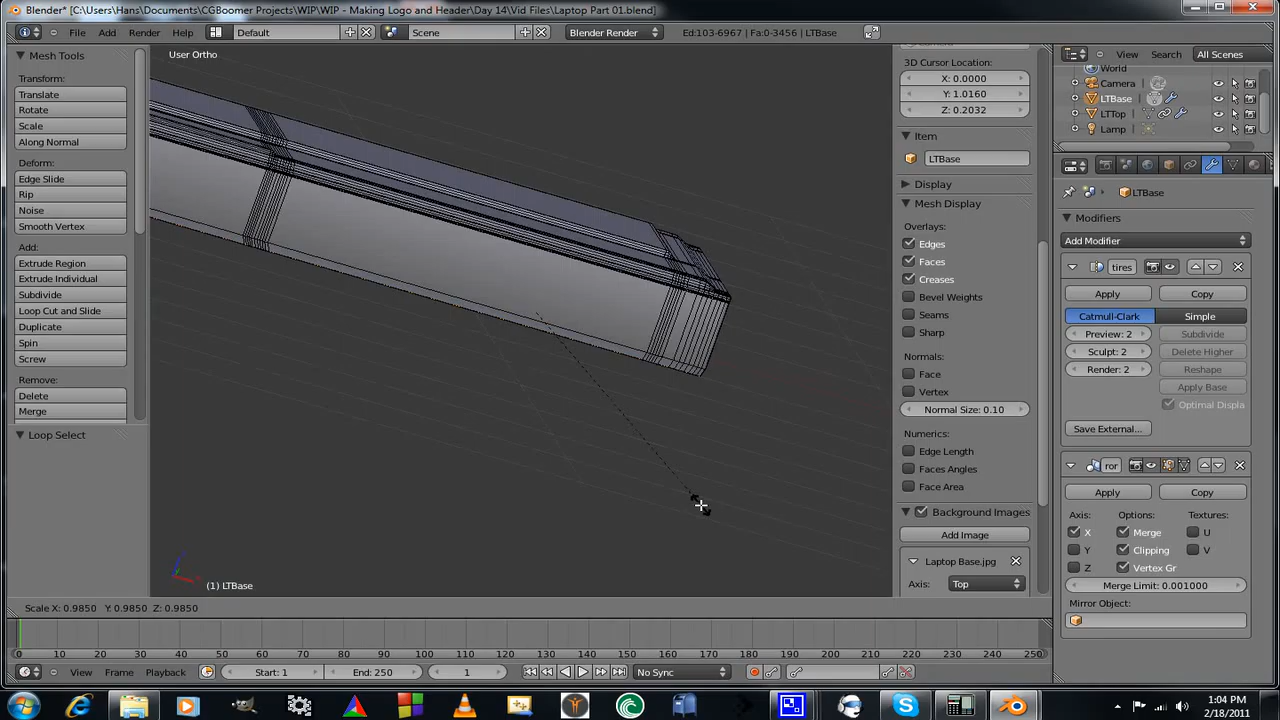 Blender* [C:\Users\Hans\Documents\CGBoomer Projects\WIP\WIP - Making Logo and Header\Day 14\Vid Files\Laptop Part 01.blend]
File Add Render Help Default Scene Blender Render Ed:103-6967 | Fa:0-3456 | LTBase View Search All Scenes
Mesh Tools
Transform:
Translate
Rotate
Scale
Along Normal
Deform:
Edge Slide
Rip
Noise
Smooth Vertex
Add:
Extrude Region
Extrude Individual
Subdivide
Loop Cut and Slide
Duplicate
Spin
Screw
Remove:
Delete
Merge
Loop Select
User Ortho
(1) LTBase
Scale X: 0.9850 Y: 0.9850 Z: 0.9850
3D Cursor Location:
X: 0.0000
Y: 1.0160
Z: 0.2032
Item
LTBase
Display
Mesh Display
Overlays:
Edges
Faces
Creases
Bevel Weights
Seams
Sharp
Normals:
Face
Vertex
Normal Size: 0.10
Numerics:
Edge Length
Faces Angles
Face Area
Background Images
Add Image
Laptop Base.jpg
Axis: Top
World
Camera
LTBase
LTTop
Lamp
LTBase
Modifiers
Add Modifier
tires
Apply Copy
Catmull-Clark Simple
Preview: 2 Subdivide
Sculpt: 2 Delete Higher
Render: 2 Reshape
Apply Base
Optimal Displa
Save External...
ror
Apply Copy
Axis: Options: Textures:
X Merge U
Y Clipping V
Z Vertex Gr
Merge Limit: 0.001000
Mirror Object:
0 10 20 30 40 50 60 70 80 90 100 110 120 130 140 150 160 170 180 190 200 210 220 230 240 250
View Frame Playback Start: 1 End: 250 1 No Sync
1:04 PM
2/18/2011